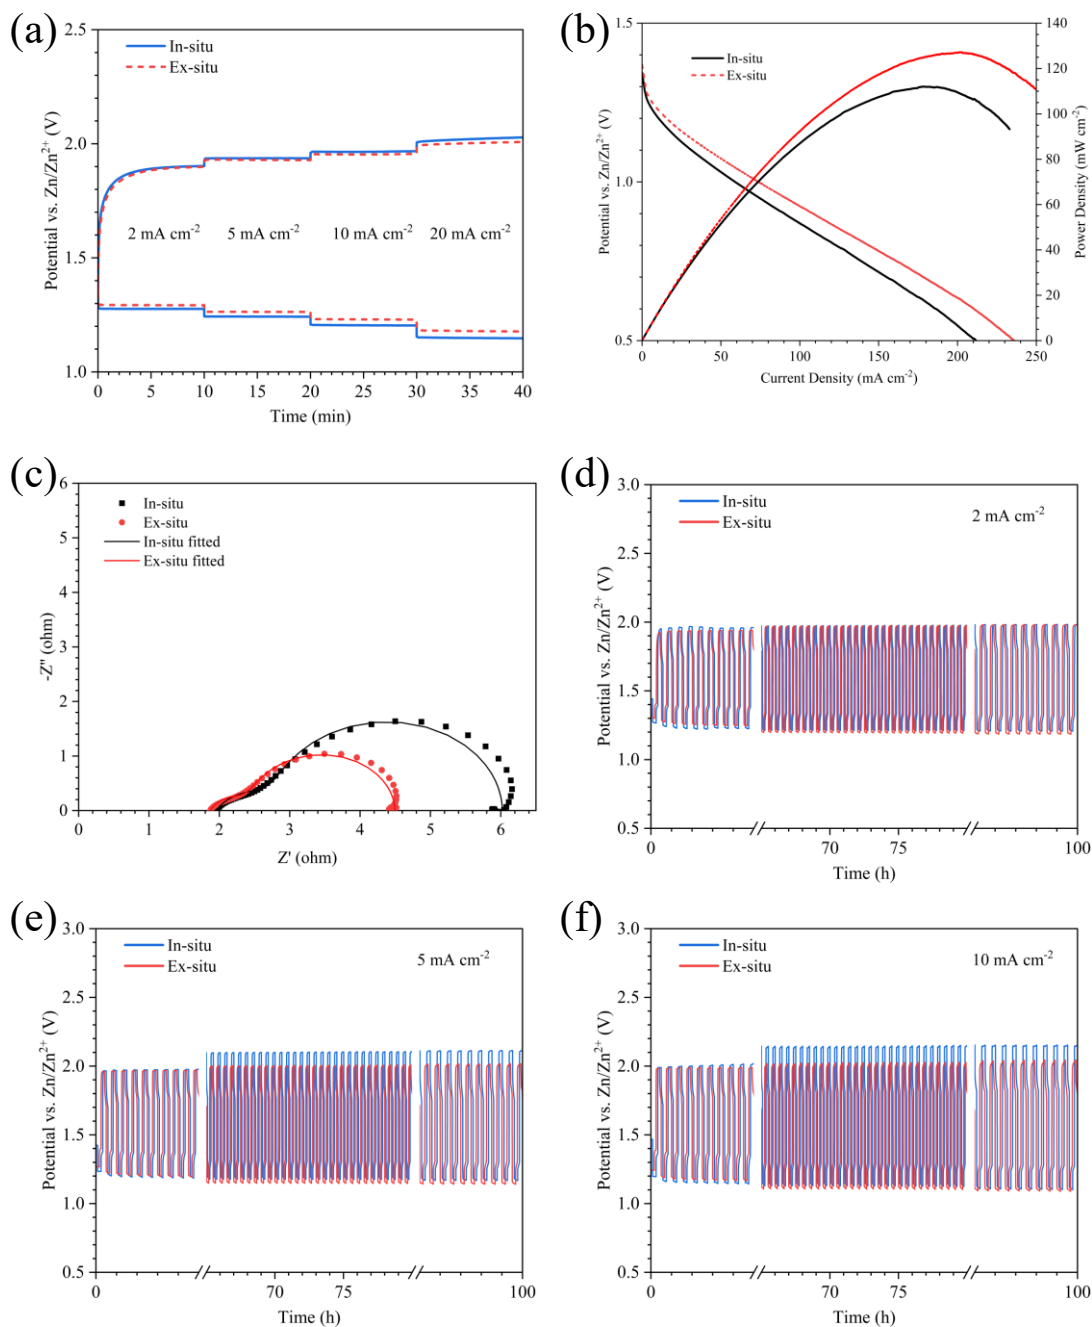 (a)
In-situ
Ex-situ
2 mA cm-2
5 mA cm-2
10 mA cm-2
20 mA cm-2
Potential vs. Zn/Zn2+ (V)
2.5
2.0
1.5
1.0
0
5
10
15
20
25
30
35
40
Time (min)
(b)
In-situ
Ex-situ
Potential vs. Zn/Zn2+ (V)
1.5
1.0
0.5
Power Density (mW cm-2)
140
120
100
80
60
40
20
0
0
50
100
150
200
250
Current Density (mA cm-2)
(c)
In-situ
Ex-situ
In-situ fitted
Ex-situ fitted
-Z'' (ohm)
6
5
4
3
2
1
0
0
1
2
3
4
5
6
Z' (ohm)
(d)
In-situ
Ex-situ
2 mA cm-2
Potential vs. Zn/Zn2+ (V)
3.0
2.5
2.0
1.5
1.0
0.5
0
70
75
100
Time (h)
(e)
In-situ
Ex-situ
5 mA cm-2
Potential vs. Zn/Zn2+ (V)
3.0
2.5
2.0
1.5
1.0
0.5
0
70
75
100
Time (h)
(f)
In-situ
Ex-situ
10 mA cm-2
Potential vs. Zn/Zn2+ (V)
3.0
2.5
2.0
1.5
1.0
0.5
0
70
75
100
Time (h)